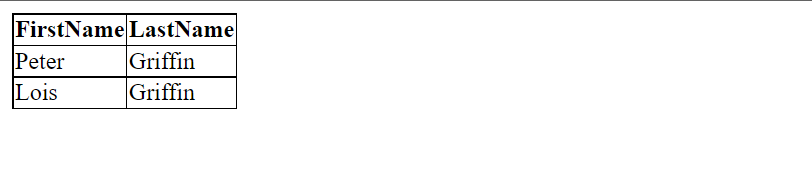 FirstName LastName
Peter Griffin
Lois Griffin